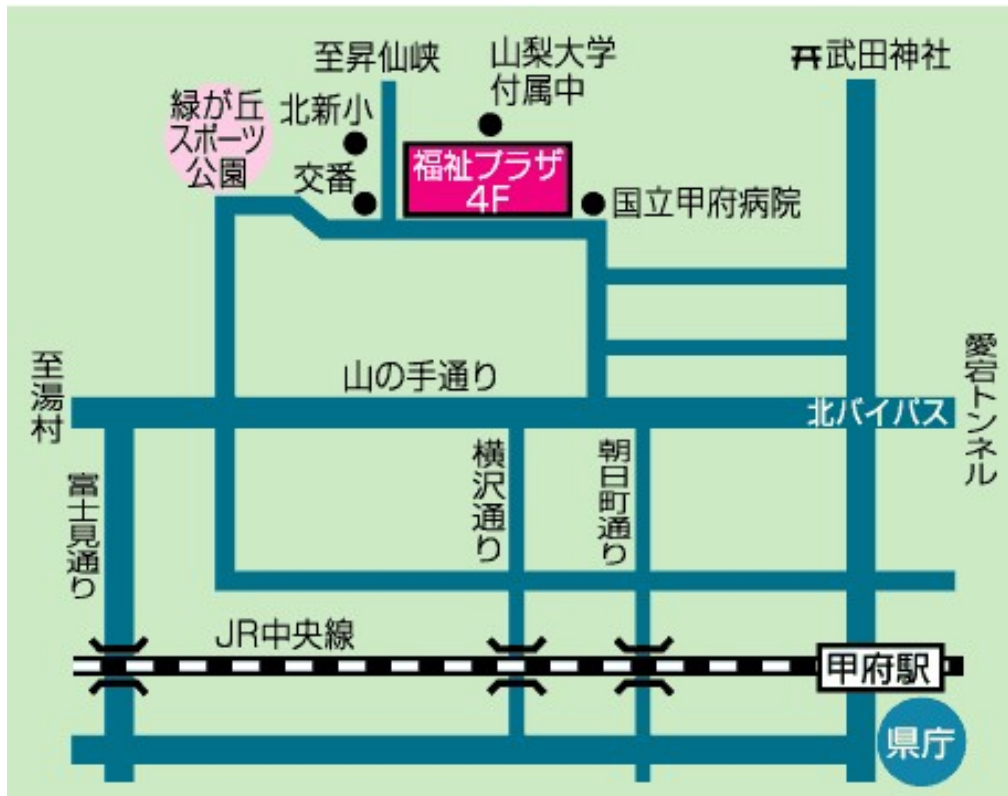 至昇仙峡
山梨大学
付属中
武田神社
緑が丘
スポーツ
公園
北新小
交番
福祉プラザ
4F
国立甲府病院
至湯村
山の手通り
北バイパス
愛宕トンネル
富士見通り
横沢通り
朝日町通り
JR中央線
甲府駅
県庁